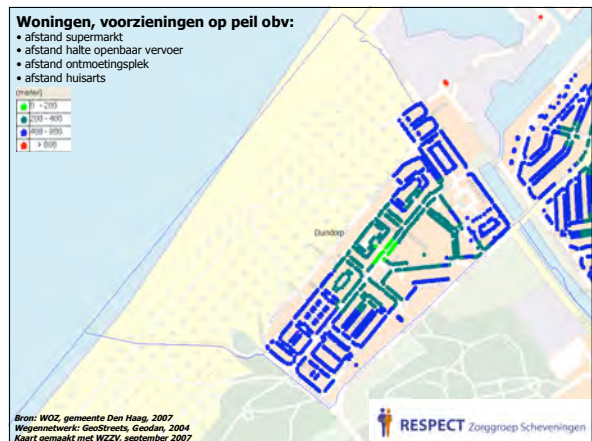 Woningen, voorzieningen op peil obv:
• afstand supermarkt
• afstand halte openbaar vervoer
• afstand ontmoetingsplek
• afstand huisarts
(meter)
0 - 200
200 - 400
400 - 800
> 800
Duindorp
Bron: WOZ, gemeente Den Haag, 2007
Wegennetwerk: GeoStreets, Geodan, 2004
Kaart gemaakt met WZZV, september 2007
RESPECT Zorggroep Scheveningen